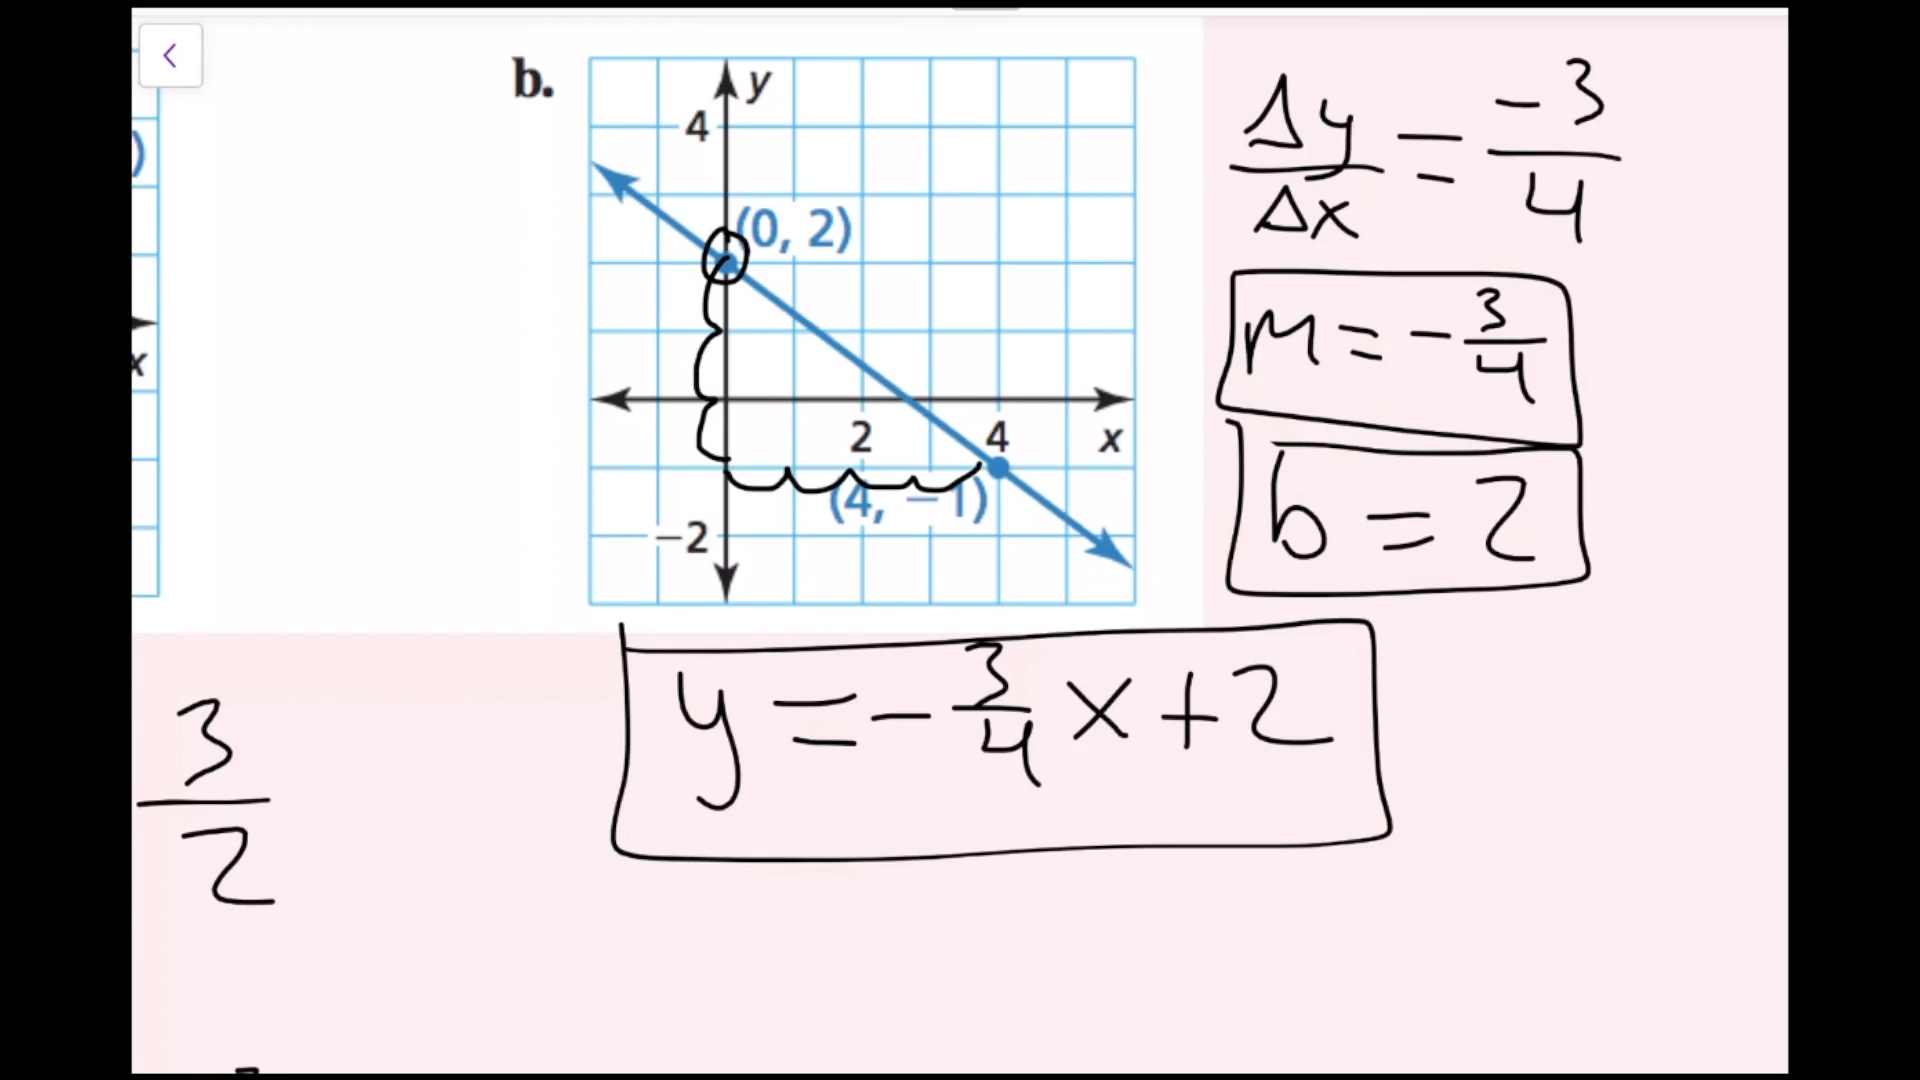 b.
y
4
(0, 2)
2
4
x
(4, −1)
−2
)
x
Δy/Δx = -3/4
m = -3/4
b = 2
y = -3/4 x + 2
3/2